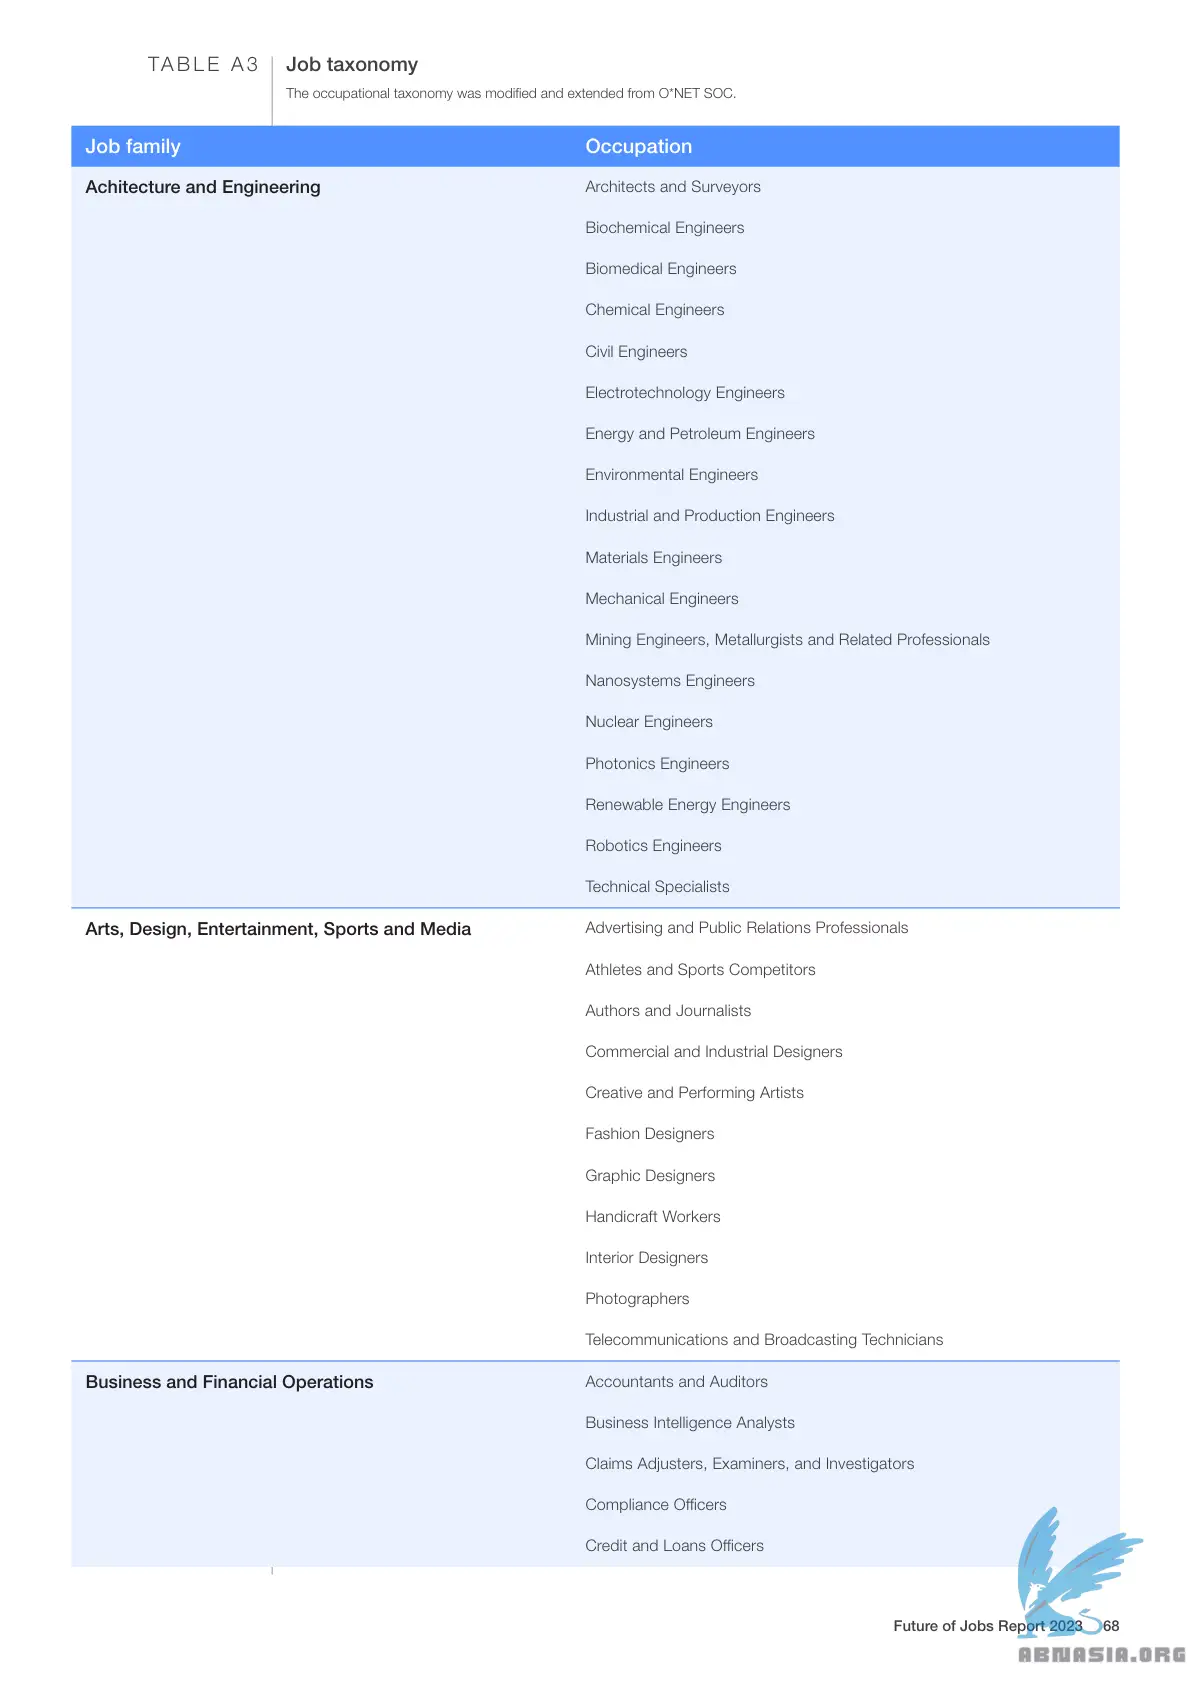 TABLE A3
Job taxonomy
The occupational taxonomy was modified and extended from O*NET SOC.
Job family Occupation
Achitecture and Engineering Architects and Surveyors
Biochemical Engineers
Biomedical Engineers
Chemical Engineers
Civil Engineers
Electrotechnology Engineers
Energy and Petroleum Engineers
Environmental Engineers
Industrial and Production Engineers
Materials Engineers
Mechanical Engineers
Mining Engineers, Metallurgists and Related Professionals
Nanosystems Engineers
Nuclear Engineers
Photonics Engineers
Renewable Energy Engineers
Robotics Engineers
Technical Specialists
Arts, Design, Entertainment, Sports and Media Advertising and Public Relations Professionals
Athletes and Sports Competitors
Authors and Journalists
Commercial and Industrial Designers
Creative and Performing Artists
Fashion Designers
Graphic Designers
Handicraft Workers
Interior Designers
Photographers
Telecommunications and Broadcasting Technicians
Business and Financial Operations Accountants and Auditors
Business Intelligence Analysts
Claims Adjusters, Examiners, and Investigators
Compliance Officers
Credit and Loans Officers
Future of Jobs Report 2023 68
ABNASIA.ORG